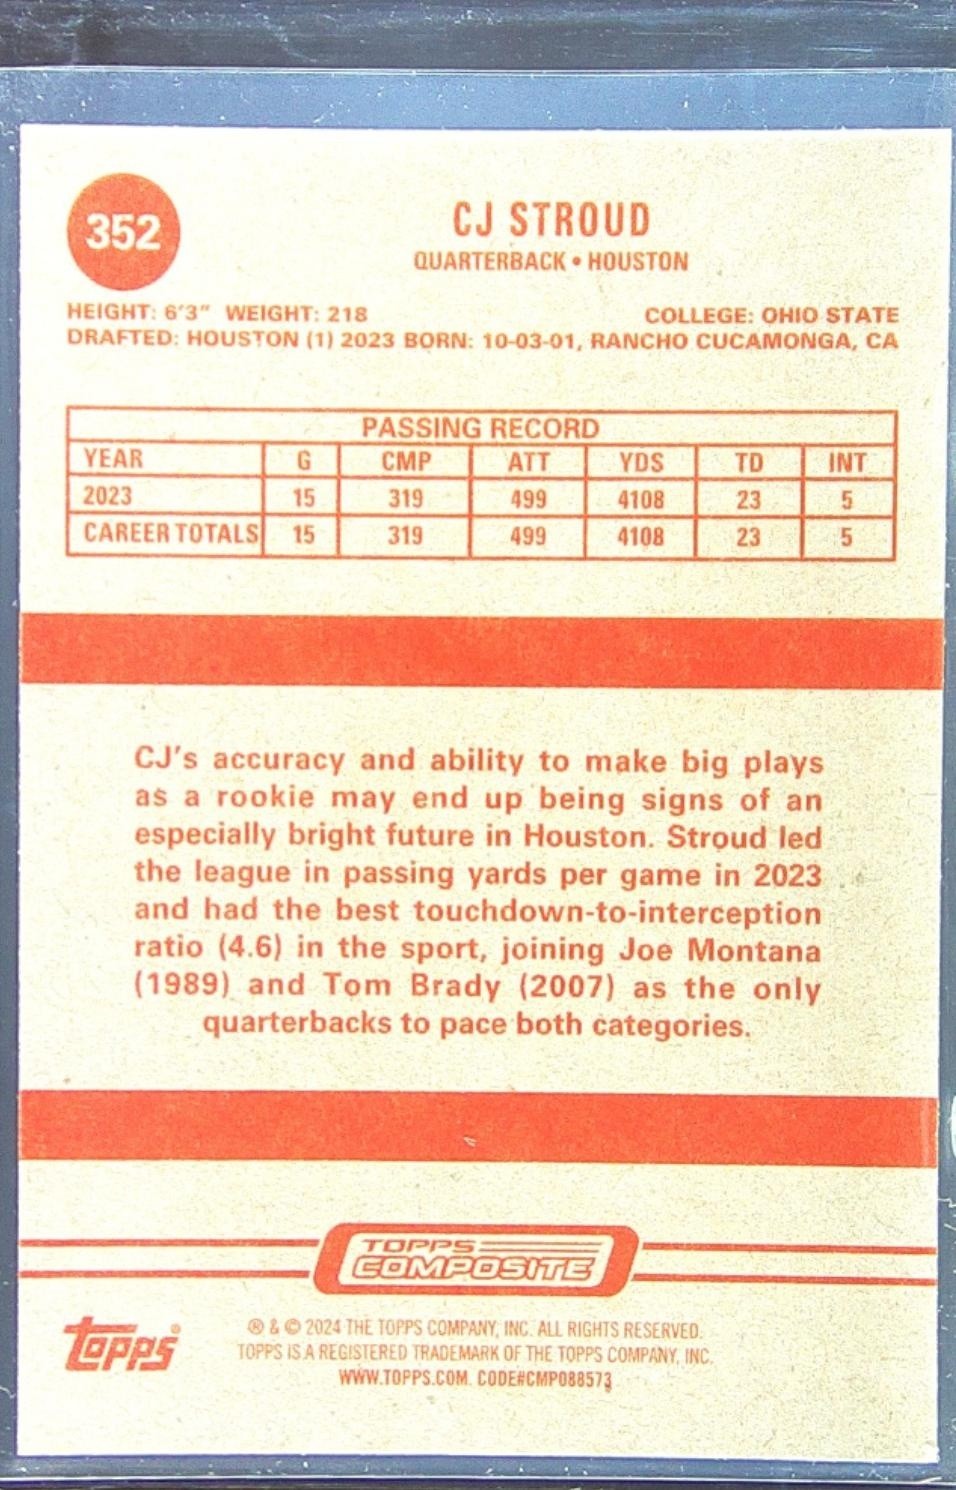 352
CJ STROUD
QUARTERBACK • HOUSTON
HEIGHT: 6'3" WEIGHT: 218 COLLEGE: OHIO STATE
DRAFTED: HOUSTON (1) 2023 BORN: 10-03-01, RANCHO CUCAMONGA, CA
PASSING RECORD
YEAR G CMP ATT YDS TD INT
2023 15 319 499 4108 23 5
CAREER TOTALS 15 319 499 4108 23 5
CJ's accuracy and ability to make big plays
as a rookie may end up being signs of an
especially bright future in Houston. Stroud led
the league in passing yards per game in 2023
and had the best touchdown-to-interception
ratio (4.6) in the sport, joining Joe Montana
(1989) and Tom Brady (2007) as the only
quarterbacks to pace both categories.
TOPPS
COMPOSITE
topps®
® & © 2024 THE TOPPS COMPANY, INC. ALL RIGHTS RESERVED.
TOPPS IS A REGISTERED TRADEMARK OF THE TOPPS COMPANY, INC.
WWW.TOPPS.COM. CODE#CMP088573